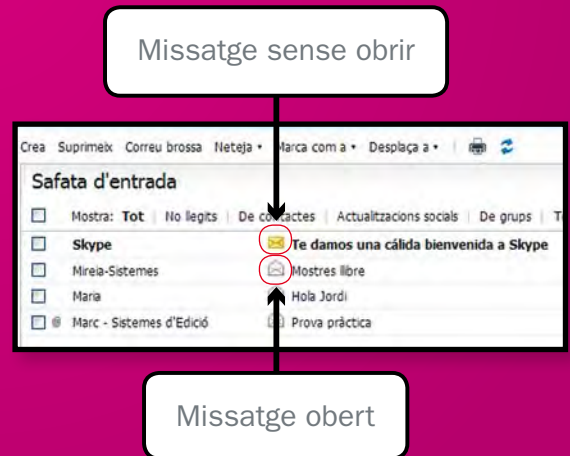 Missatge sense obrir
Crea Suprimeix Correu brossa Neteja Marca com a Desplaça a
Safata d'entrada
Mostra: Tot No llegits De contactes Actualitzacions socials De grups
Skype Te damos una cálida bienvenida a Skype
Mireia-Sistemes Mostres llibre
Maria Hola Jordi
Marc - Sistemes d'Edició Prova pràctica
Missatge obert